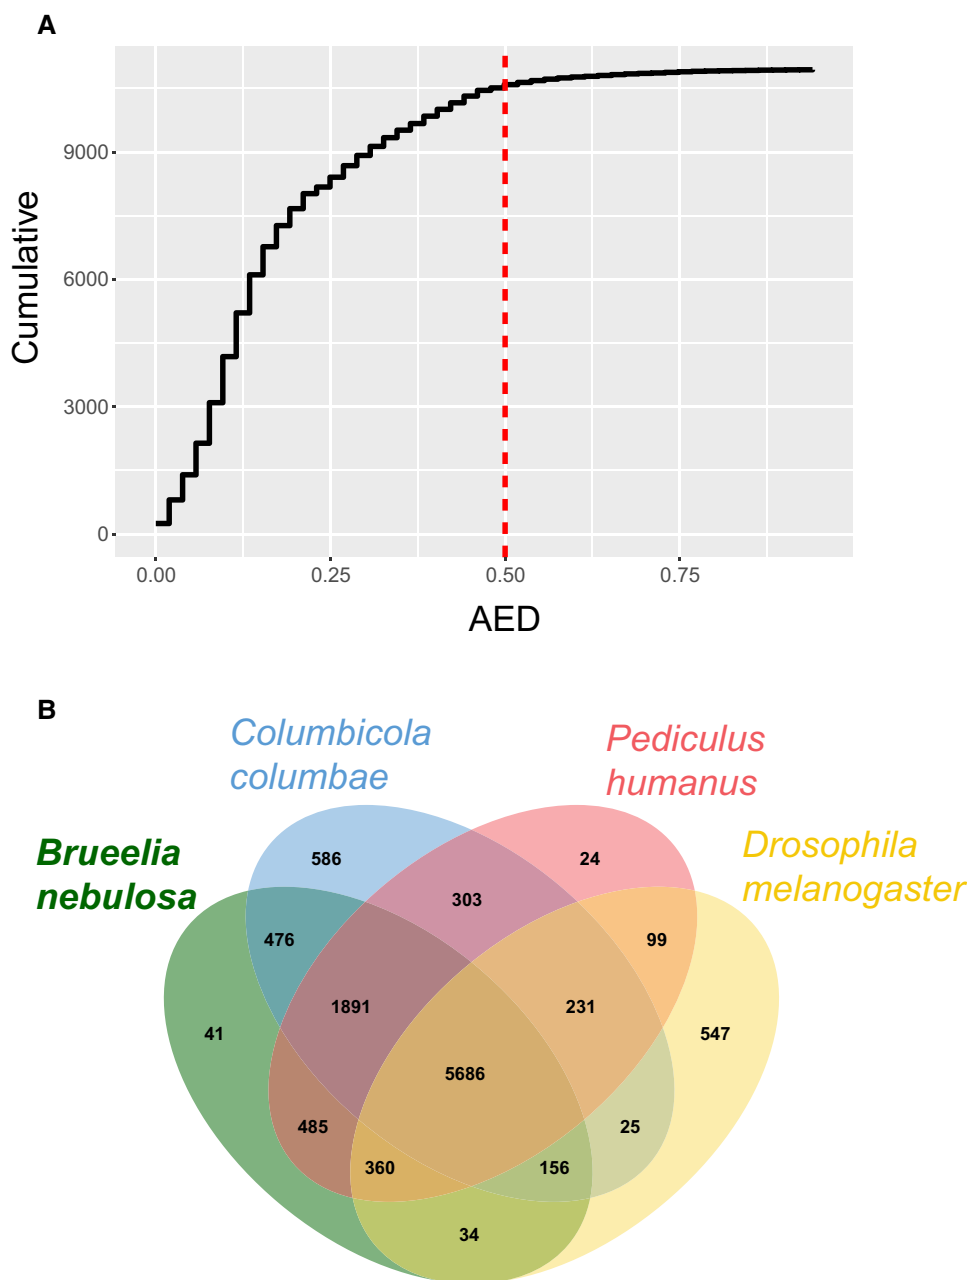 A
Cumulative
9000
6000
3000
0
0.00 0.25 0.50 0.75
AED
B
Columbicola
columbae
Pediculus
humanus
Brueelia
nebulosa
Drosophila
melanogaster
586
24
303
476
99
1891
231
41
547
5686
485
25
360
156
34